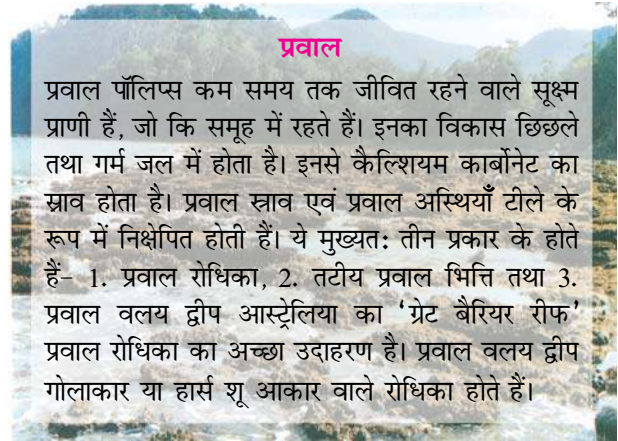 प्रवाल
प्रवाल पॉलिप्स कम समय तक जीवित रहने वाले सूक्ष्म
प्राणी हैं, जो कि समूह में रहते हैं। इनका विकास छिछले
तथा गर्म जल में होता है। इनसे कैल्शियम कार्बोनेट का
स्राव होता है। प्रवाल स्राव एवं प्रवाल अस्थियाँ टीले के
रूप में निक्षेपित होती हैं। ये मुख्यत: तीन प्रकार के होते
हैं– 1. प्रवाल रोधिका, 2. तटीय प्रवाल भित्ति तथा 3.
प्रवाल वलय द्वीप आस्ट्रेलिया का ‘ग्रेट बैरियर रीफ’
प्रवाल रोधिका का अच्छा उदाहरण है। प्रवाल वलय द्वीप
गोलाकार या हार्स शू आकार वाले रोधिका होते हैं।